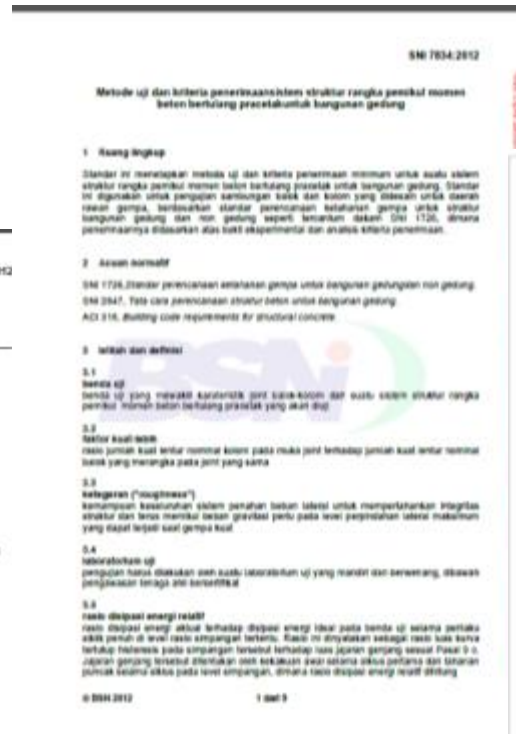 SNI 7834:2012
Metode uji dan kriteria penerimaansistem struktur rangka pemikul momen
beton bertulang pracetakuntuk bangunan gedung
1 Ruang lingkup
Standar ini menetapkan metoda uji dan kriteria penerimaan minimum untuk suatu sistem
struktur rangka pemikul momen beton bertulang pracetak untuk bangunan gedung. Standar
ini digunakan untuk pengujian sambungan balok dan kolom yang didesain untuk daerah
rawan gempa, berdasarkan standar perencanaan ketahanan gempa untuk struktur
bangunan gedung dan non gedung seperti tercantum dalam SNI 1726, dimana
penerimaannya didasarkan atas bukti eksperimental dan analisis kriteria penerimaan.
2 Acuan normatif
SNI 1726,Standar perencanaan ketahanan gempa untuk bangunan gedungdan non gedung.
SNI 2847, Tata cara perencanaan struktur beton untuk bangunan gedung.
ACI 318, Building code requirements for structural concrete.
BSN
3 Istilah dan definisi
3.1
benda uji
benda uji yang mewakili karateristik joint balok-kolom dari suatu sistem struktur rangka
pemikul momen beton bertulang pracetak yang akan diuji
3.2
faktor kuat lebih
rasio jumlah kuat lentur nominal kolom pada muka joint terhadap jumlah kuat lentur nominal
balok yang merangka pada joint yang sama
3.3
ketegaran ("toughness")
kemampuan keseluruhan sistem penahan beban lateral untuk mempertahankan integritas
struktur dan terus memikul beban gravitasi perlu pada level perpindahan lateral maksimum
yang dapat terjadi saat gempa kuat
3.4
laboratorium uji
pengujian harus dilakukan oleh suatu laboratorium uji yang mandiri dan berwenang, dibawah
pengawasan tenaga ahli bersertifikat
3.5
rasio disipasi energi relatif
rasio disipasi energi aktual terhadap disipasi energi ideal pada benda uji selama perilaku
siklik penuh di level rasio simpangan tertentu. Rasio ini dinyatakan sebagai rasio luas kurva
tertutup histeresis pada simpangan tersebut terhadap luas jajaran genjang sesuai Pasal 9
Jajaran genjang tersebut ditentukan oleh kekakuan awal selama siklus pertama dan tahanan
puncak selama siklus pada level simpangan, dimana rasio disipasi energi relatif dihitung
© BSN 2012 1 dari 9